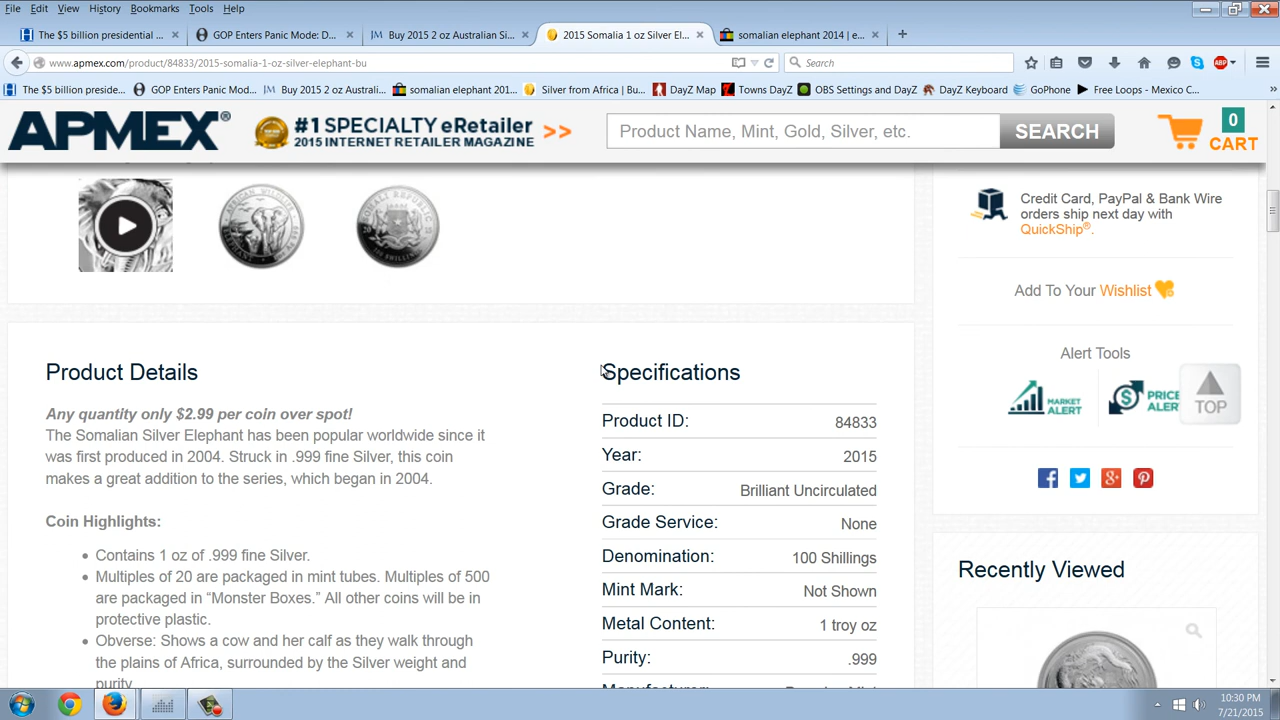 File Edit View History Bookmarks Tools Help
The $5 billion presidential ... × GOP Enters Panic Mode: D... × Buy 2015 2 oz Australian Si... × 2015 Somalia 1 oz Silver El... × somalian elephant 2014 | e... × +
www.apmex.com/product/84833/2015-somalia-1-oz-silver-elephant-bu Search ABP
The $5 billion preside... GOP Enters Panic Mod... Buy 2015 2 oz Australi... somalian elephant 201... Silver from Africa | Bu... DayZ Map Towns DayZ OBS Settings and DayZ DayZ Keyboard GoPhone Free Loops - Mexico C... »
APMEX® #1 SPECIALTY eRetailer >>
2015 INTERNET RETAILER MAGAZINE
Product Name, Mint, Gold, Silver, etc. SEARCH
0
CART
Credit Card, PayPal & Bank Wire
orders ship next day with
QuickShip®.
Add To Your Wishlist
Alert Tools
MARKET
ALERT
PRICE
ALERT
TOP
Product Details
Any quantity only $2.99 per coin over spot!
The Somalian Silver Elephant has been popular worldwide since it
was first produced in 2004. Struck in .999 fine Silver, this coin
makes a great addition to the series, which began in 2004.
Coin Highlights:
Contains 1 oz of .999 fine Silver.
Multiples of 20 are packaged in mint tubes. Multiples of 500
are packaged in “Monster Boxes.” All other coins will be in
protective plastic.
Obverse: Shows a cow and her calf as they walk through
the plains of Africa, surrounded by the Silver weight and
purity
Specifications
Product ID: 84833
Year: 2015
Grade: Brilliant Uncirculated
Grade Service: None
Denomination: 100 Shillings
Mint Mark: Not Shown
Metal Content: 1 troy oz
Purity: .999
Recently Viewed
10:30 PM
7/21/2015